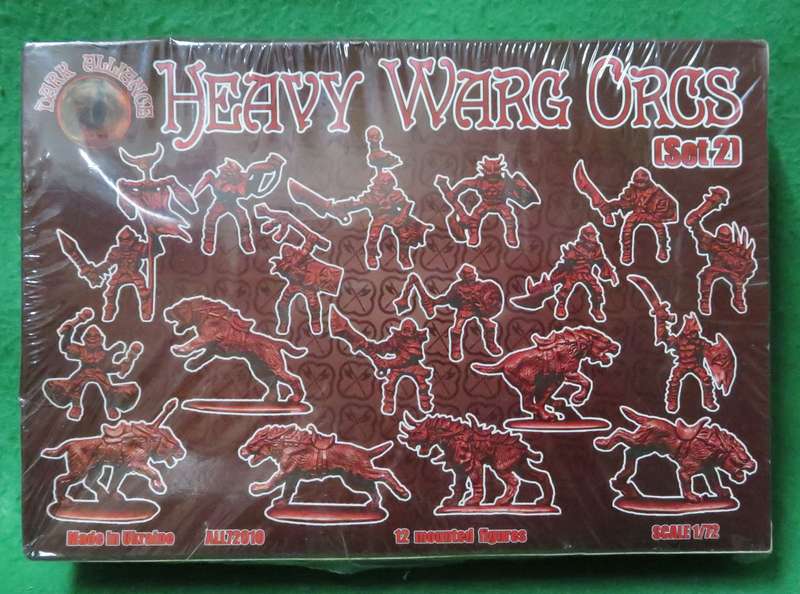 DARK ALLIANCE
HEAVY WARG ORCS
(Set 2)
Made in Ukraine
ALL72010
12 mounted figures
SCALE 1/72